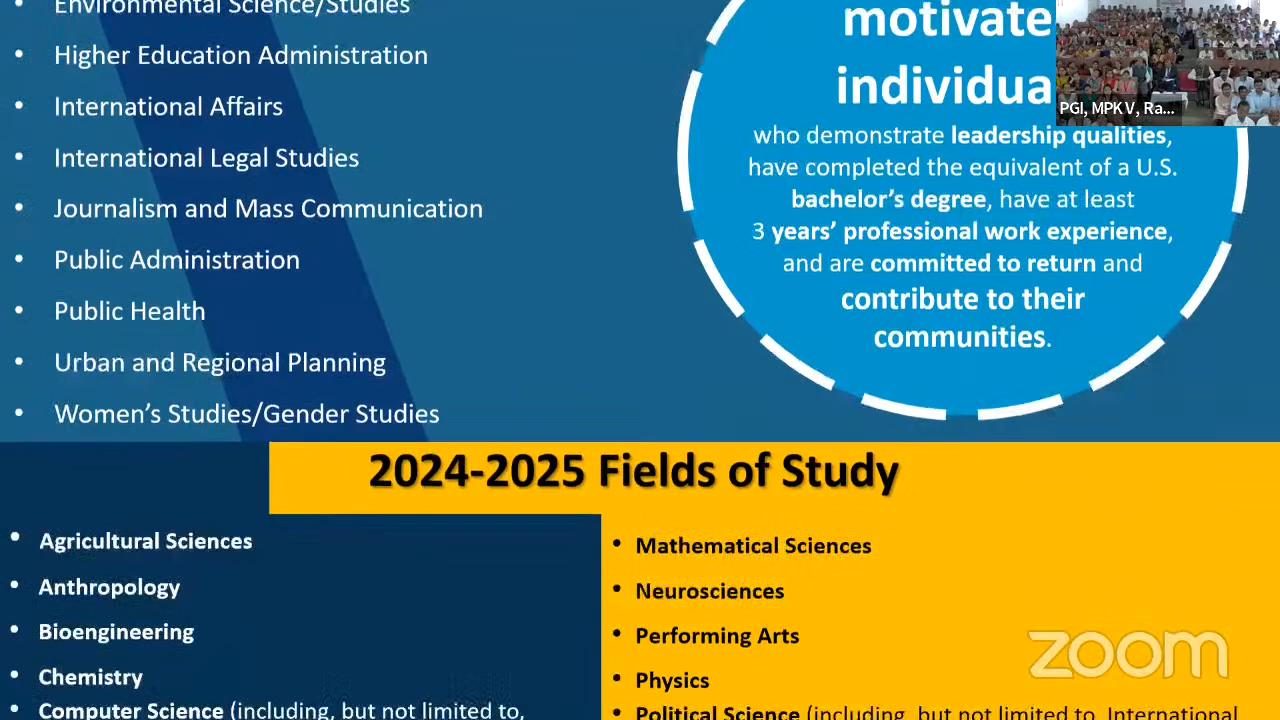 Environmental Science/Studies
• Higher Education Administration
• International Affairs
• International Legal Studies
• Journalism and Mass Communication
• Public Administration
• Public Health
• Urban and Regional Planning
• Women’s Studies/Gender Studies
motivate
individua
who demonstrate leadership qualities,
have completed the equivalent of a U.S.
bachelor’s degree, have at least
3 years’ professional work experience,
and are committed to return and
contribute to their
communities.
PGI, MPKV, Ra...
2024-2025 Fields of Study
• Agricultural Sciences
• Anthropology
• Bioengineering
• Chemistry
• Computer Science (including, but not limited to,
• Mathematical Sciences
• Neurosciences
• Performing Arts
• Physics
• Political Science (including, but not limited to, International
zoom